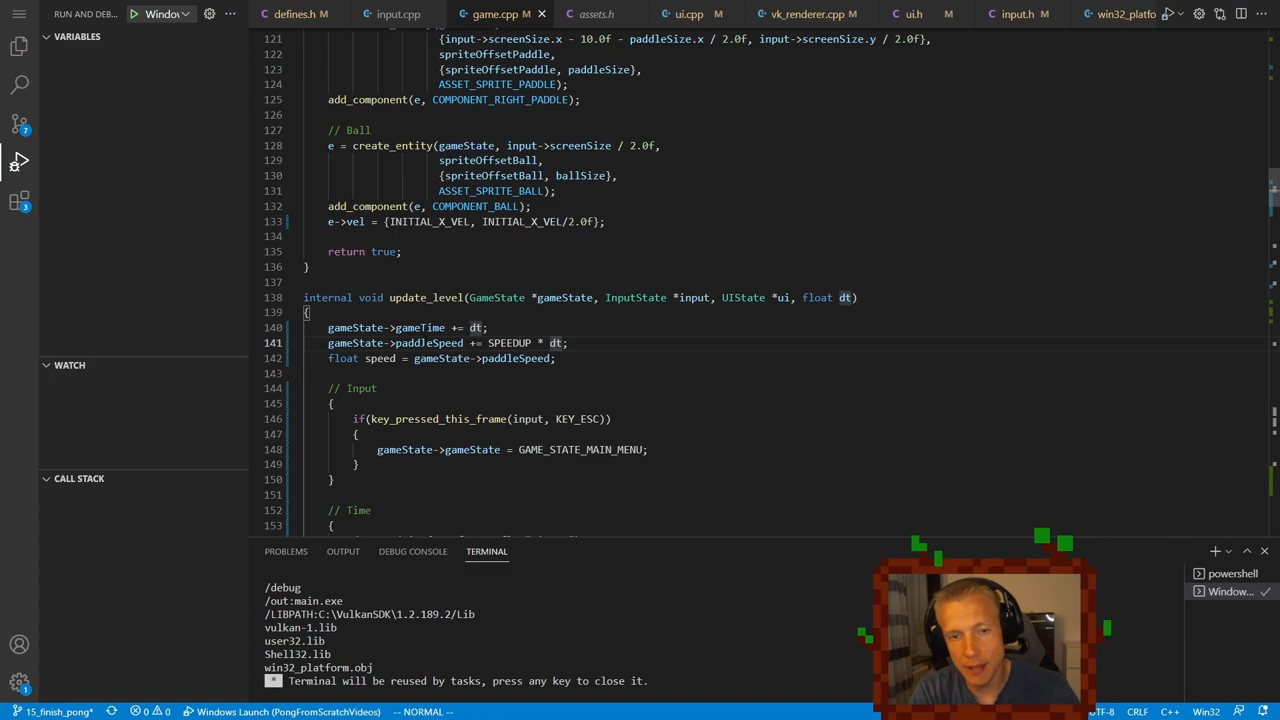 RUN AND DEB... Windov
defines.h M
input.cpp
game.cpp
assets.h
ui.cpp M
vk_renderer.cpp M
ui.h M
input.h M
win32_platfo
VARIABLES
WATCH
CALL STACK
121 {input->screenSize.x - 10.0f - paddleSize.x / 2.0f, input->screenSize.y / 2.0f},
122 spriteOffsetPaddle,
123 {spriteOffsetPaddle, paddleSize},
124 ASSET_SPRITE_PADDLE);
125 add_component(e, COMPONENT_RIGHT_PADDLE);
126
127 // Ball
128 e = create_entity(gameState, input->screenSize / 2.0f,
129 spriteOffsetBall,
130 {spriteOffsetBall, ballSize},
131 ASSET_SPRITE_BALL);
132 add_component(e, COMPONENT_BALL);
133 e->vel = {INITIAL_X_VEL, INITIAL_X_VEL/2.0f};
134
135 return true;
136 }
137
138 internal void update_level(GameState *gameState, InputState *input, UIState *ui, float dt)
139 {
140 gameState->gameTime += dt;
141 gameState->paddleSpeed += SPEEDUP * dt;
142 float speed = gameState->paddleSpeed;
143
144 // Input
145 {
146 if(key_pressed_this_frame(input, KEY_ESC))
147 {
148 gameState->gameState = GAME_STATE_MAIN_MENU;
149 }
150 }
151
152 // Time
153 {
7
3
1
PROBLEMS OUTPUT DEBUG CONSOLE TERMINAL
/debug
/out:main.exe
/LIBPATH:C:\VulkanSDK\1.2.189.2/Lib
vulkan-1.lib
user32.lib
Shell32.lib
win32_platform.obj
* Terminal will be reused by tasks, press any key to close it.
powershell
Window...
15_finish_pong* 0 0 Windows Launch (PongFromScratchVideos) -- NORMAL -- UTF-8 CRLF C++ Win32